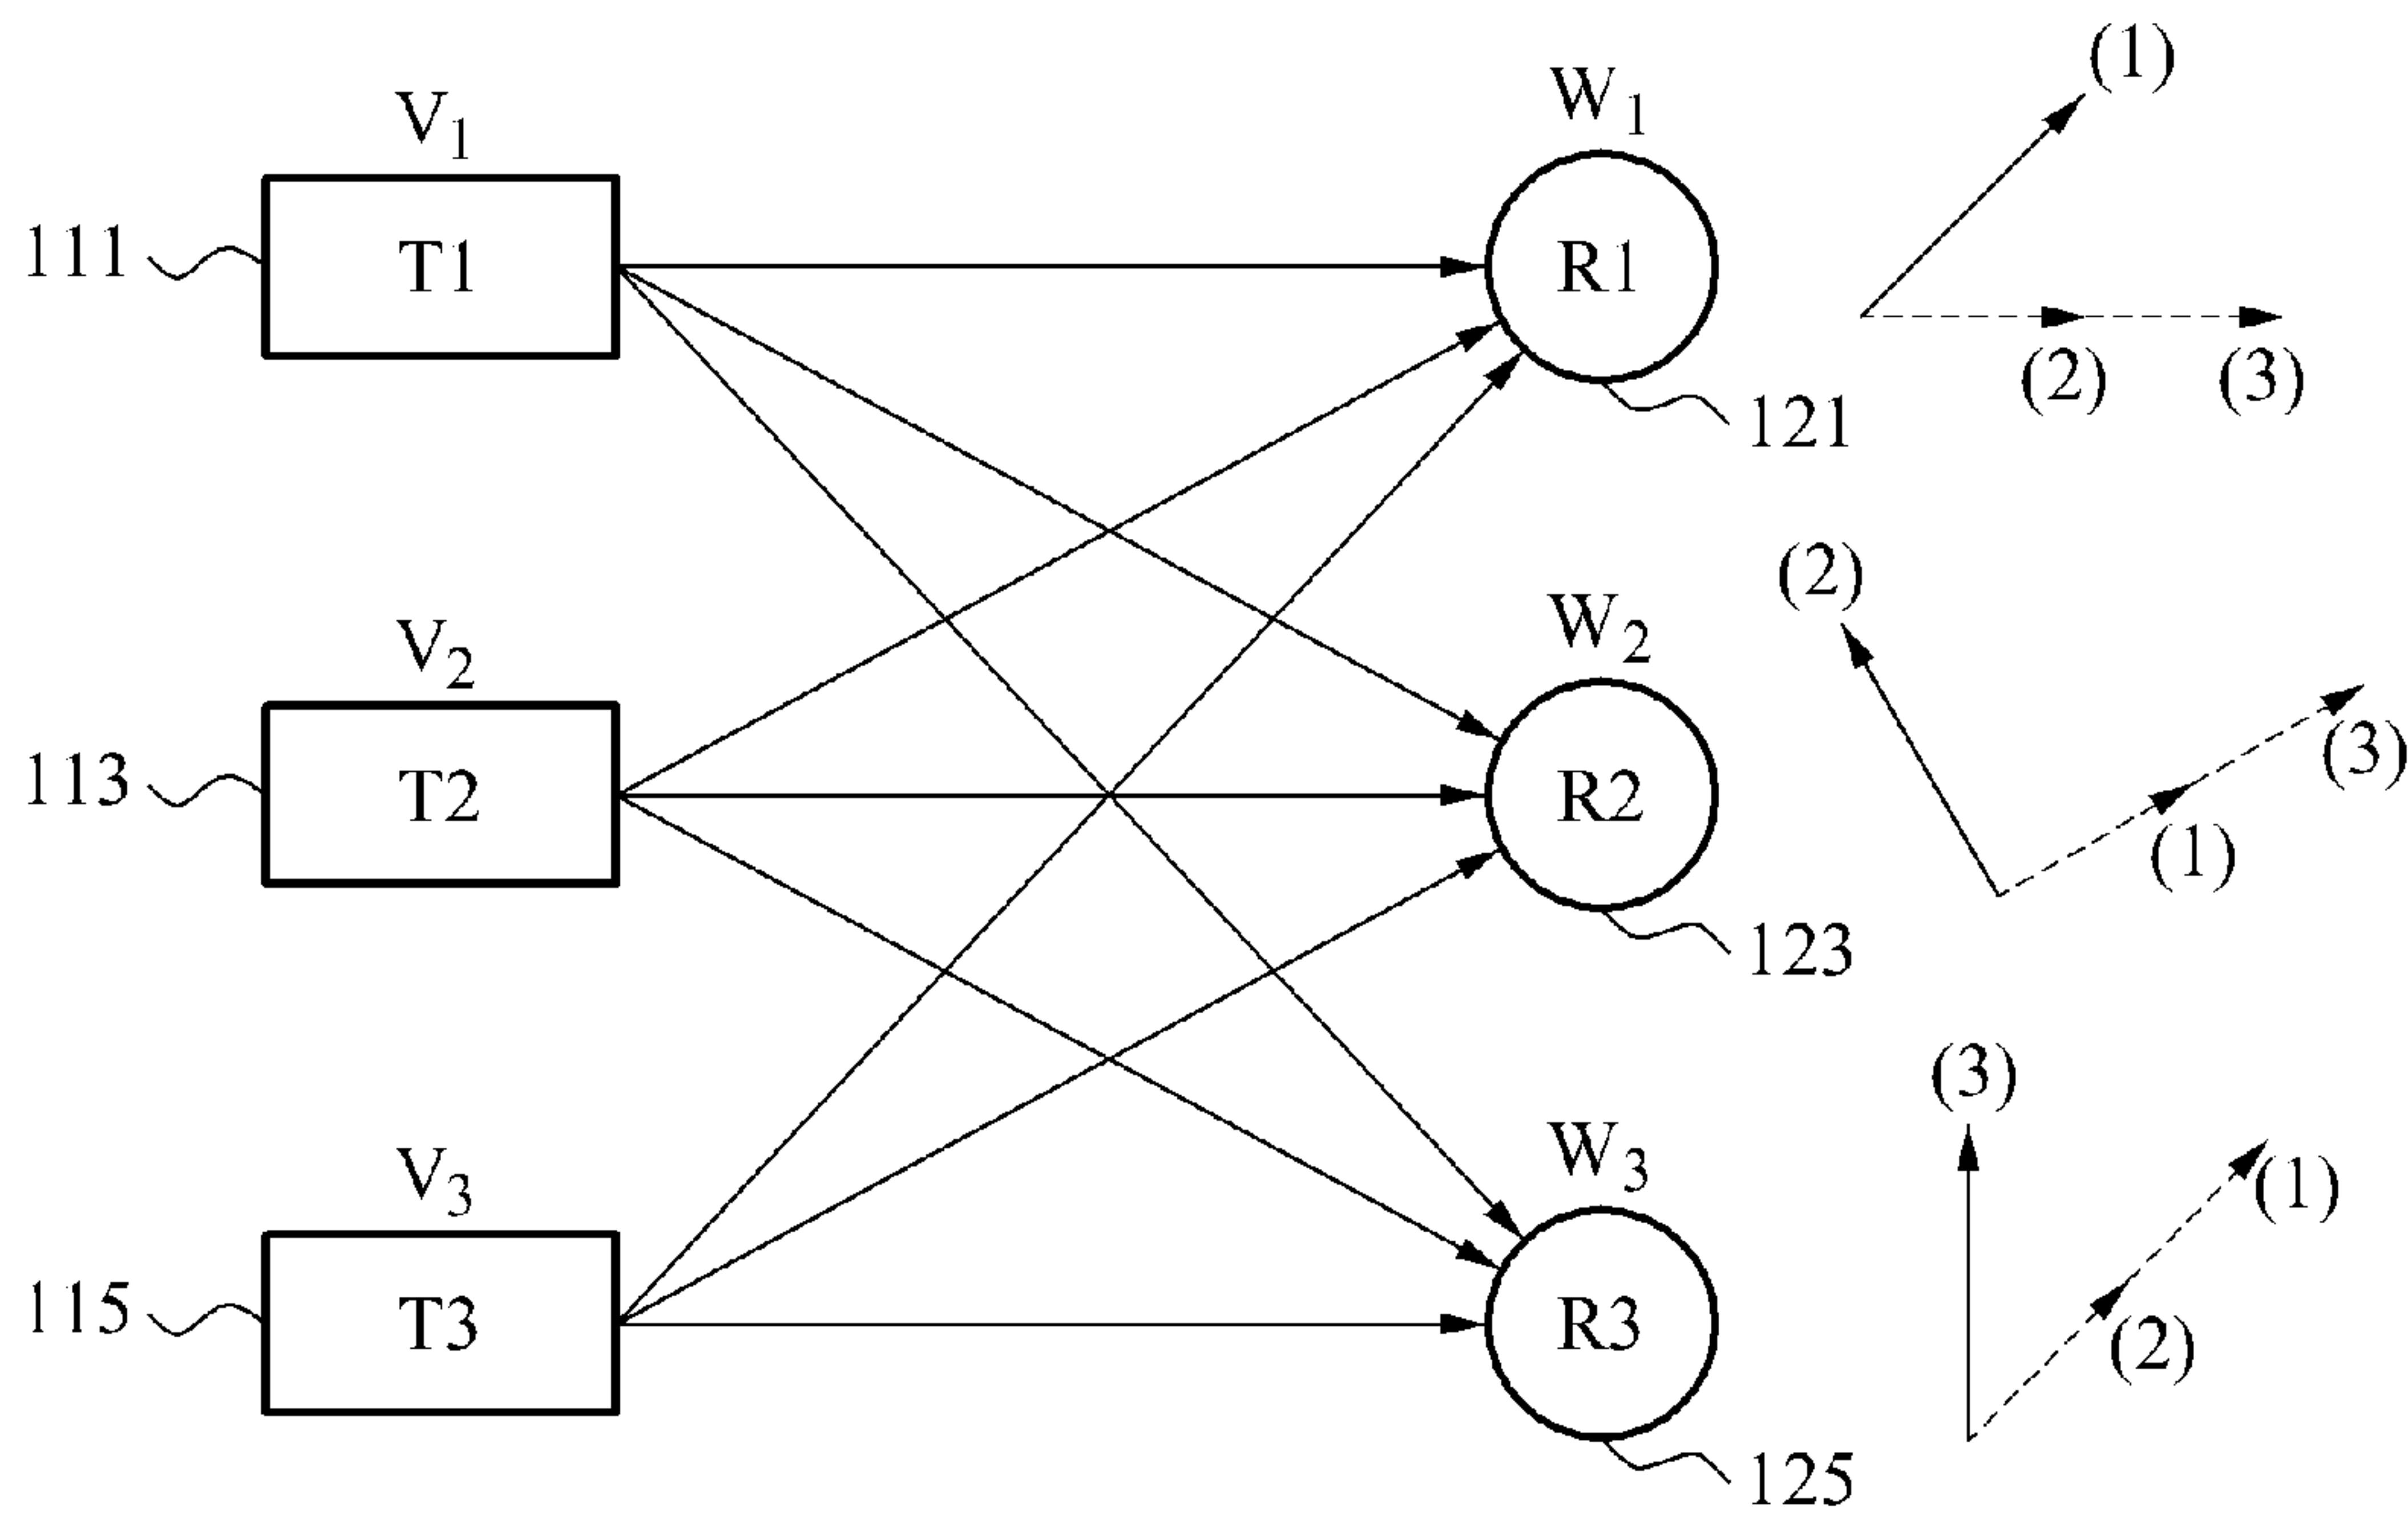 (1)
V1
W1
111
T1
R1
(2)
(3)
121
(2)
V2
W2
113
T2
R2
(3)
(1)
123
(3)
V3
W3
(1)
115
T3
R3
(2)
125